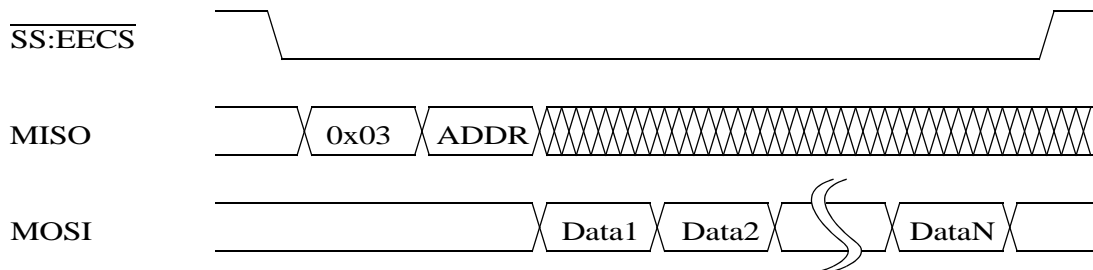 SS:EECS
MISO 0x03 ADDR
MOSI Data1 Data2 DataN